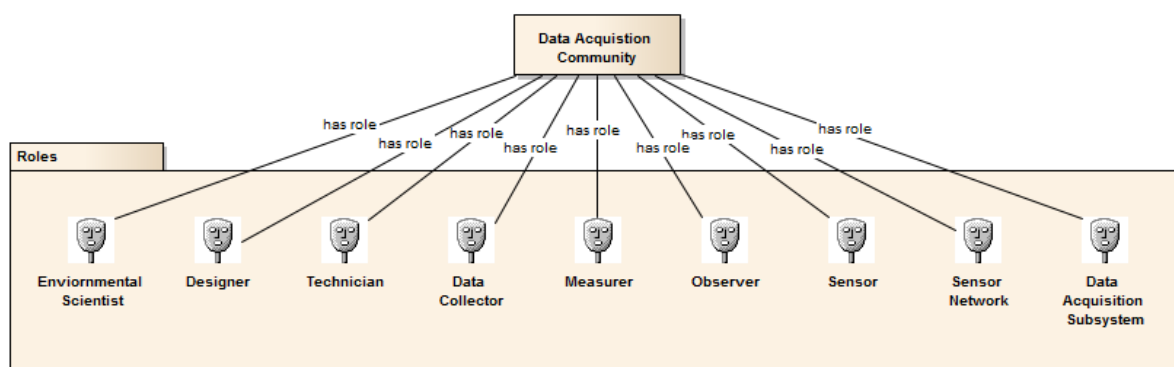 Data Acquistion
Community
has role
has role
has role
has role
has role
has role
has role
has role
has role
Roles
Enviornmental
Scientist
Designer
Technician
Data
Collector
Measurer
Observer
Sensor
Sensor
Network
Data
Acquisition
Subsystem